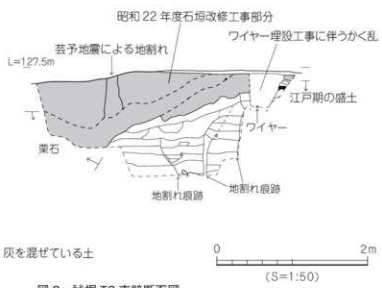 昭和22年度石垣改修工事部分
芸予地震による地割れ
ワイヤー埋設工事に伴うかく乱
L=127.5m
江戸期の盛土
ワイヤー
栗石
地割れ痕跡
地割れ痕跡
灰を混ぜている土
0 2m
(S=1:50)